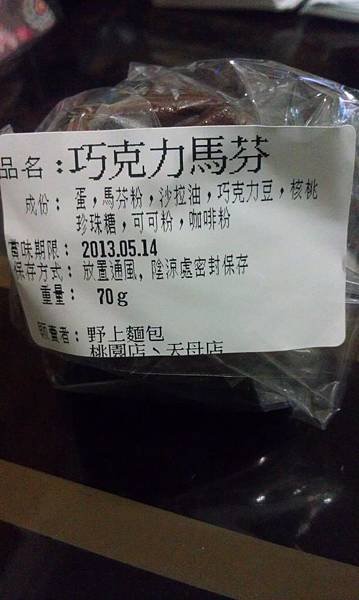 品名：巧克力馬芬
成份：蛋，馬芬粉，沙拉油，巧克力豆，核桃
珍珠糖，可可粉，咖啡粉
賞味期限：2013.05.14
保存方式：放置通風，陰涼處密封保存
重量：70g
販賣者：野上麵包
桃園店、天母店